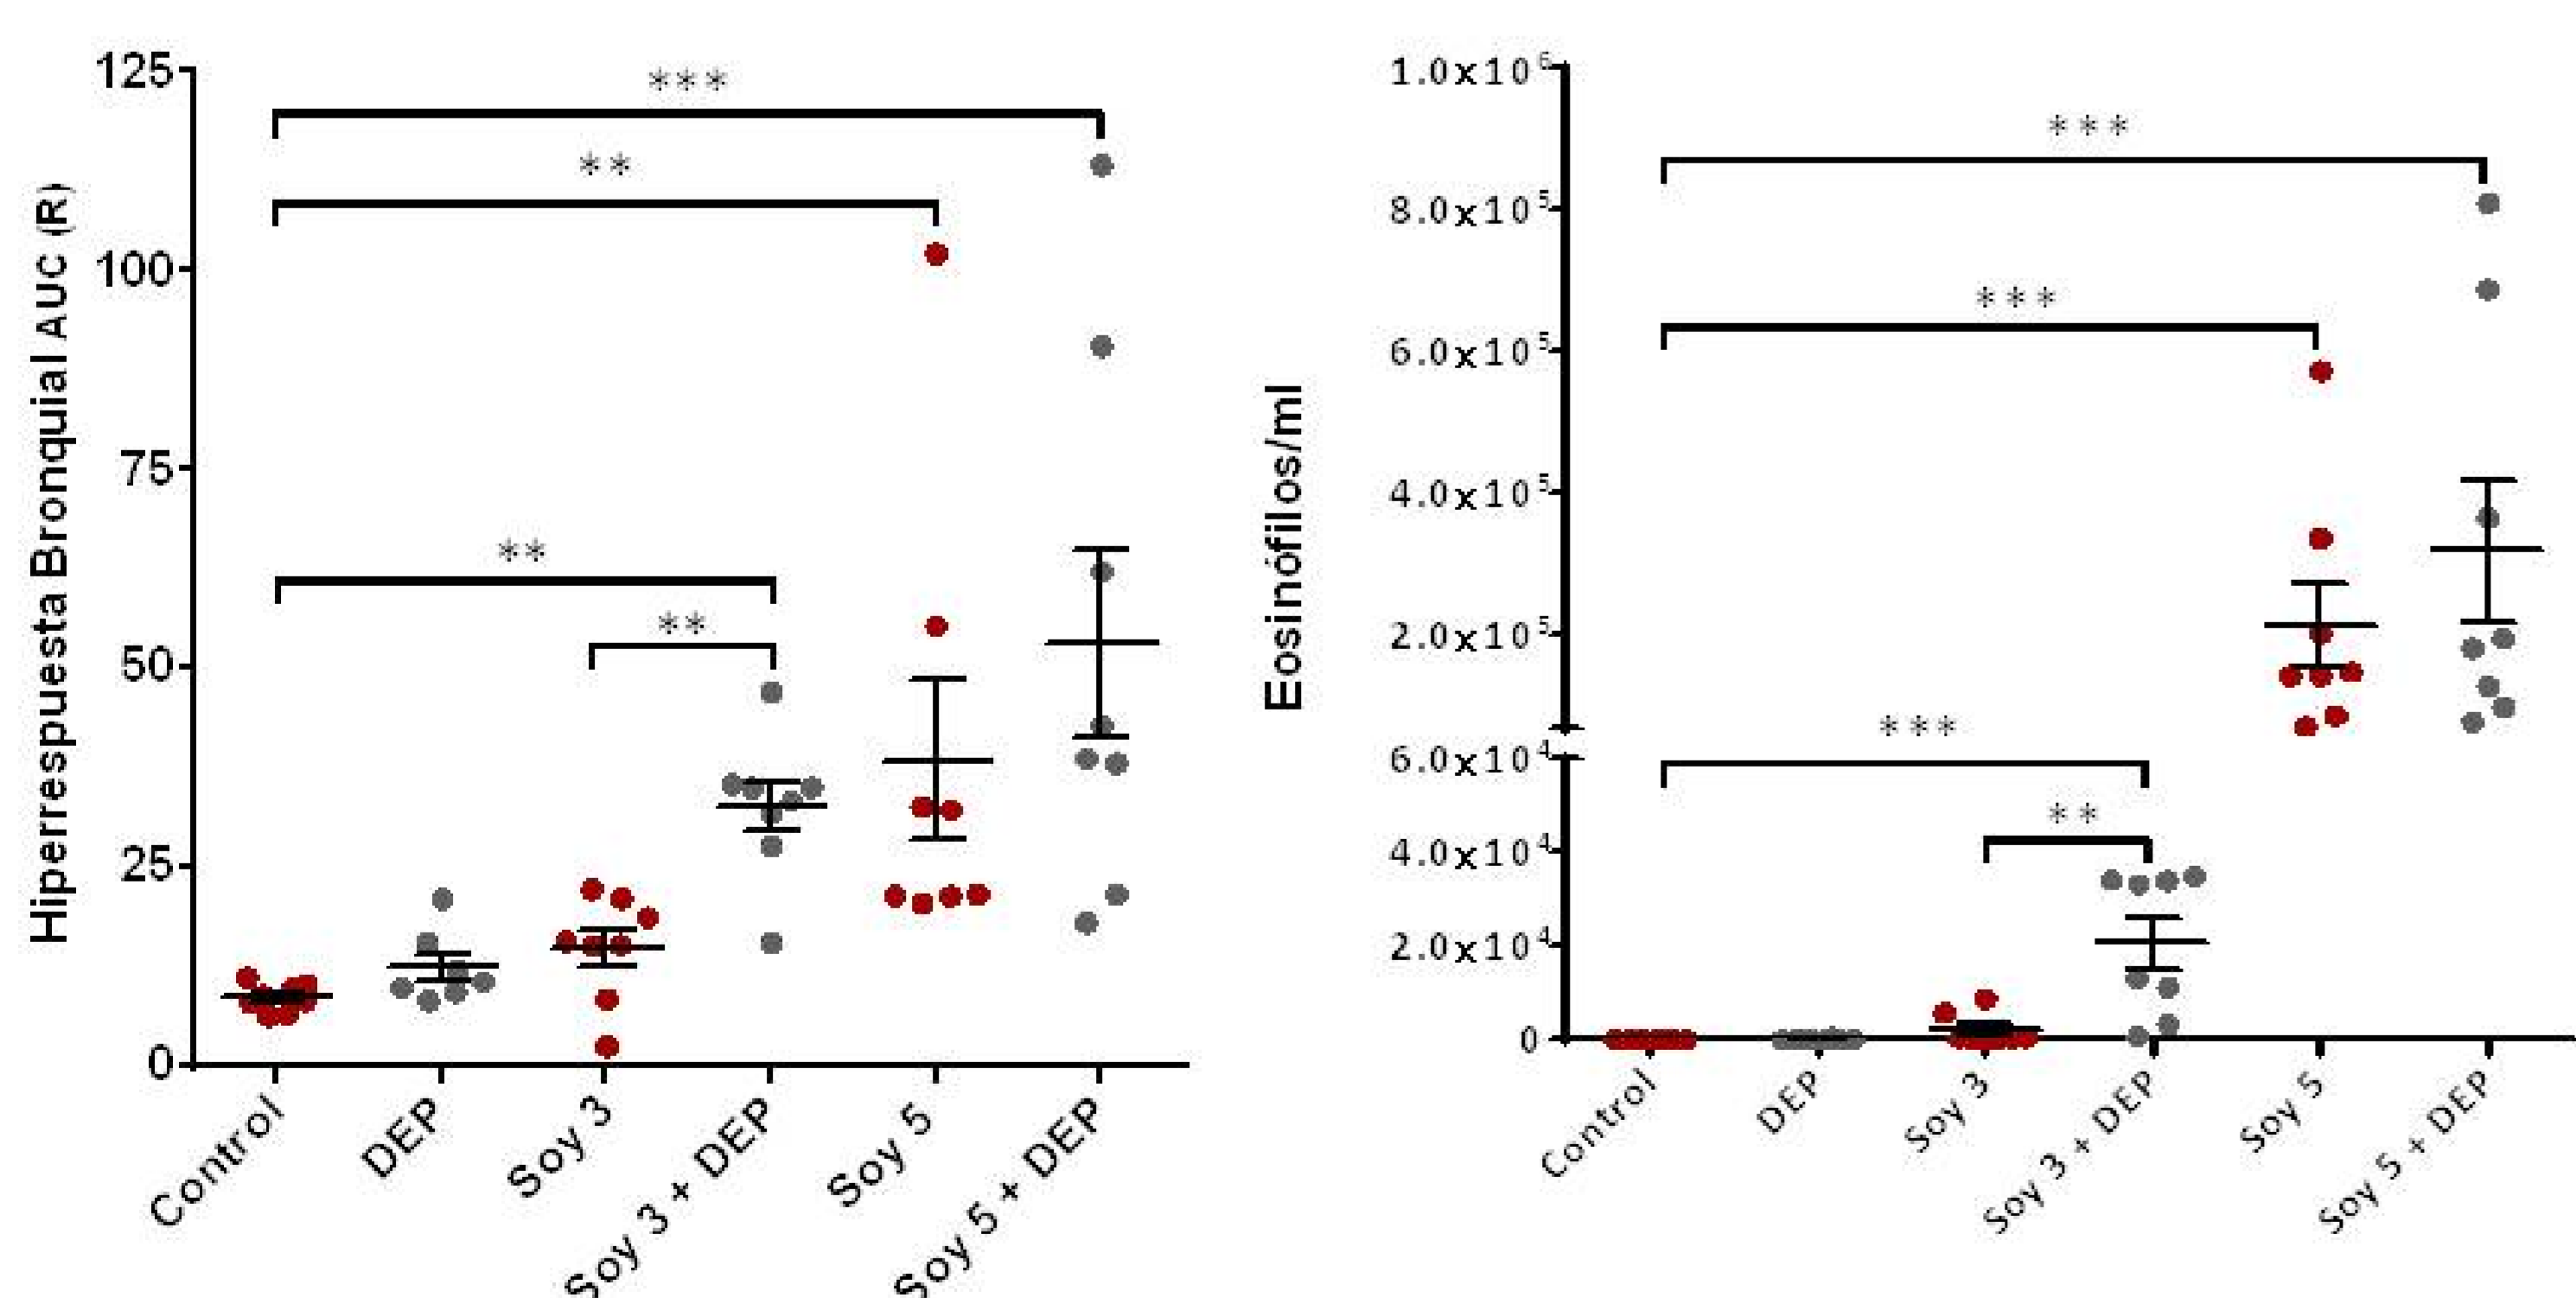 Hiperrespuesta Bronquial AUC (R)
125
100
75
50
25
0
***
**
**
**
Control
DEP
Soy 3
Soy 3 + DEP
Soy 5
Soy 5 + DEP
Eosinófilos/ml
1.0x10⁶
8.0x10⁵
6.0x10⁵
4.0x10⁵
2.0x10⁵
6.0x10⁴
4.0x10⁴
2.0x10⁴
0
***
***
***
**
Control
DEP
Soy 3
Soy 3 + DEP
Soy 5
Soy 5 + DEP